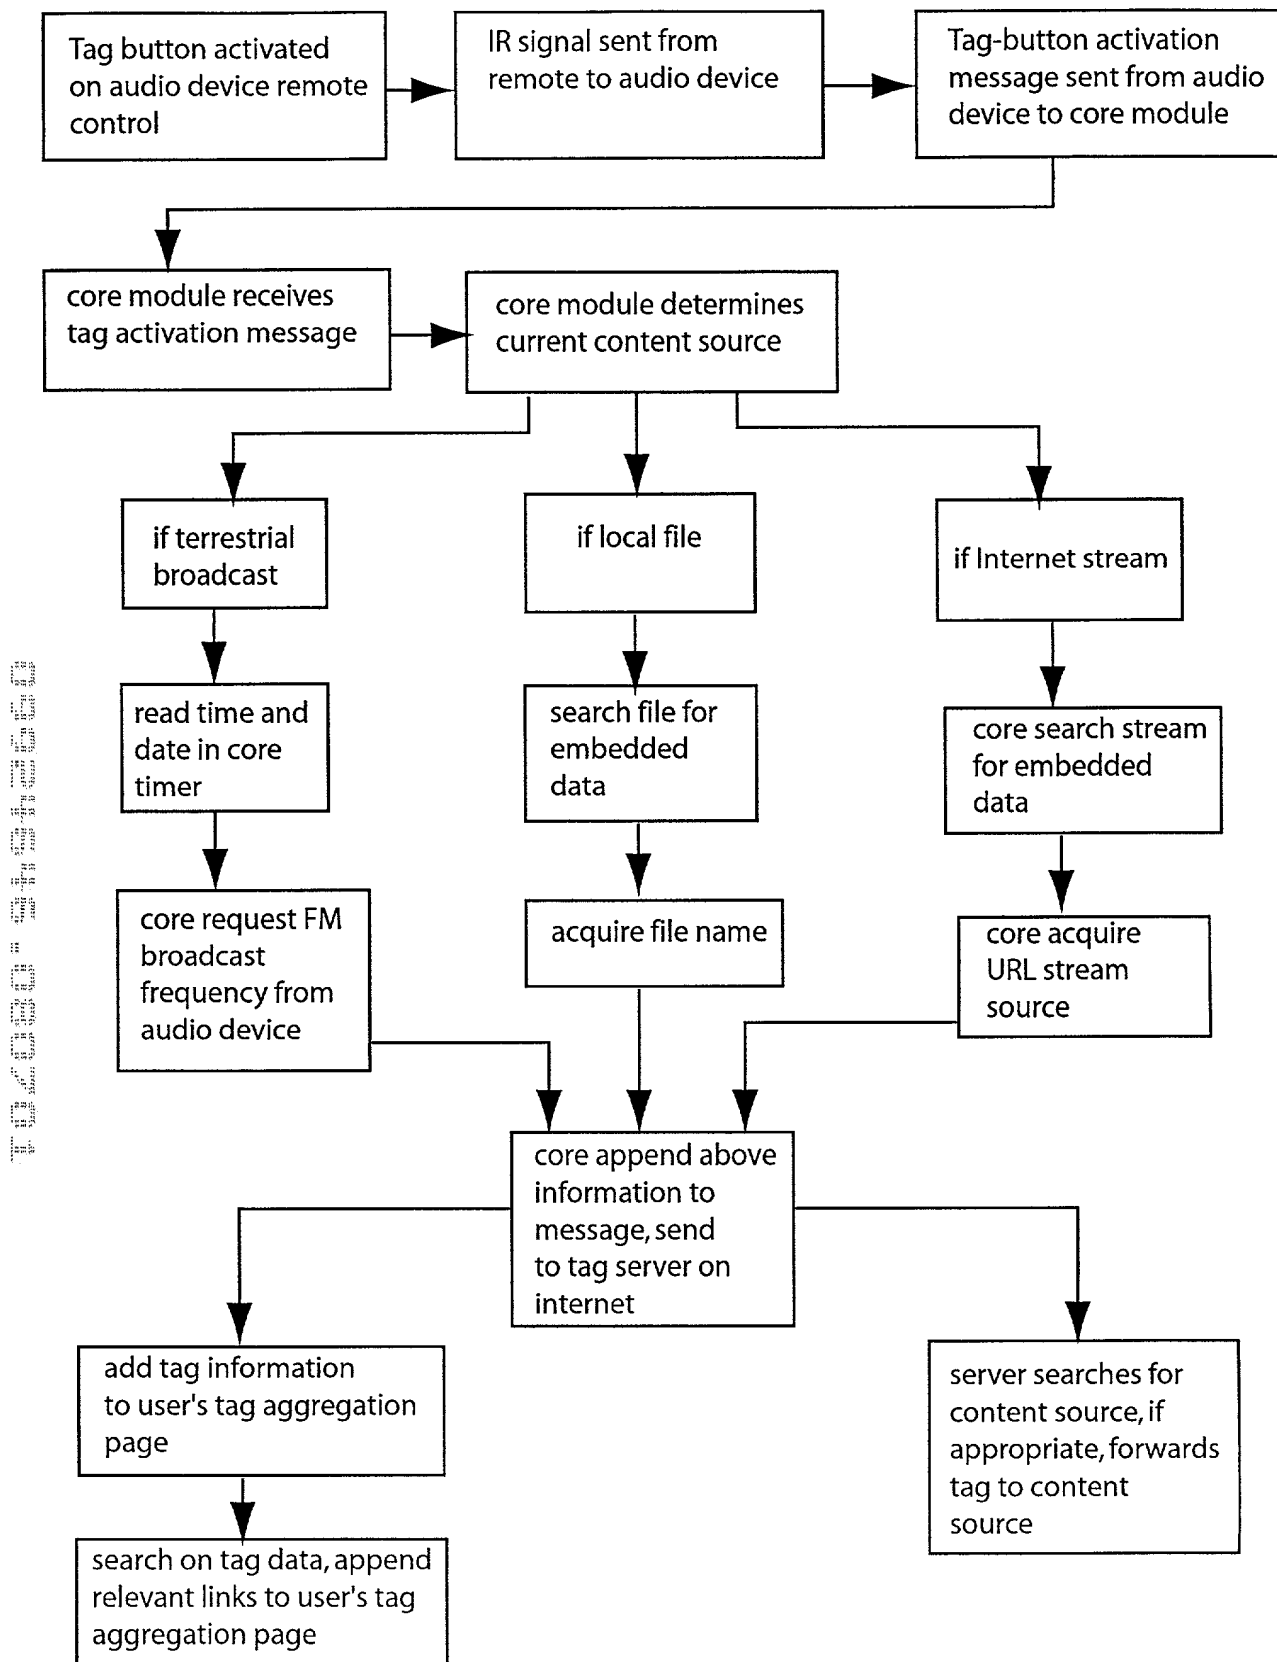 Tag button activated
on audio device remote
control
IR signal sent from
remote to audio device
Tag-button activation
message sent from audio
device to core module
core module receives
tag activation message
core module determines
current content source
if terrestrial
broadcast
if local file
if Internet stream
read time and
date in core
timer
search file for
embedded
data
core search stream
for embedded
data
core request FM
broadcast
frequency from
audio device
acquire file name
core acquire
URL stream
source
core append above
information to
message, send
to tag server on
internet
add tag information
to user's tag aggregation
page
server searches for
content source, if
appropriate, forwards
tag to content
source
search on tag data, append
relevant links to user's tag
aggregation page